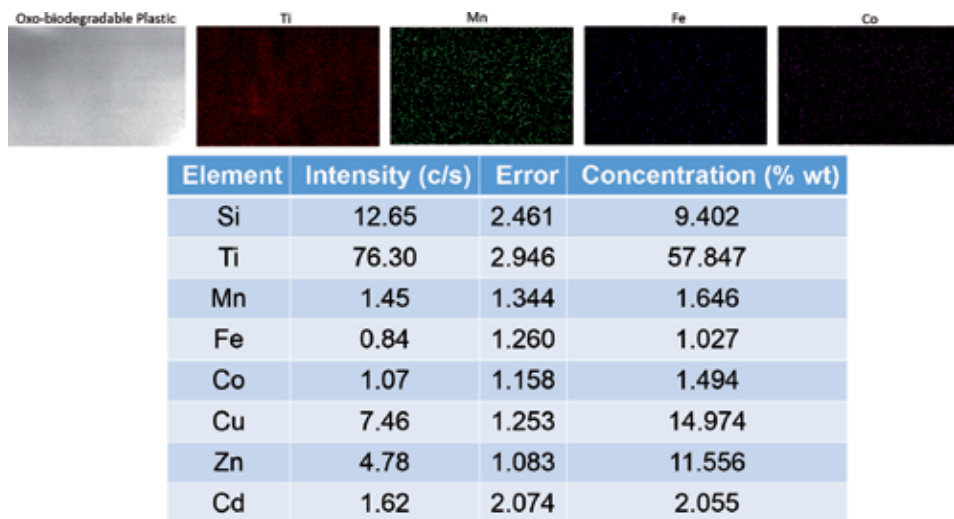 Oxo-biodegradable Plastic Ti Mn Fe Co
Element Intensity (c/s) Error Concentration (% wt)
Si 12.65 2.461 9.402
Ti 76.30 2.946 57.847
Mn 1.45 1.344 1.646
Fe 0.84 1.260 1.027
Co 1.07 1.158 1.494
Cu 7.46 1.253 14.974
Zn 4.78 1.083 11.556
Cd 1.62 2.074 2.055